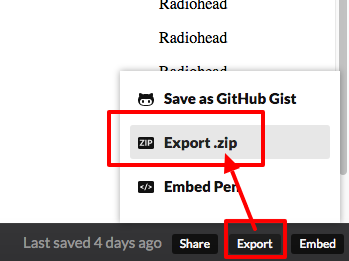 Radiohead
Radiohead
Radiohead
Save as GitHub Gist
ZIP Export .zip
</> Embed Pen
Last saved 4 days ago Share Export Embed